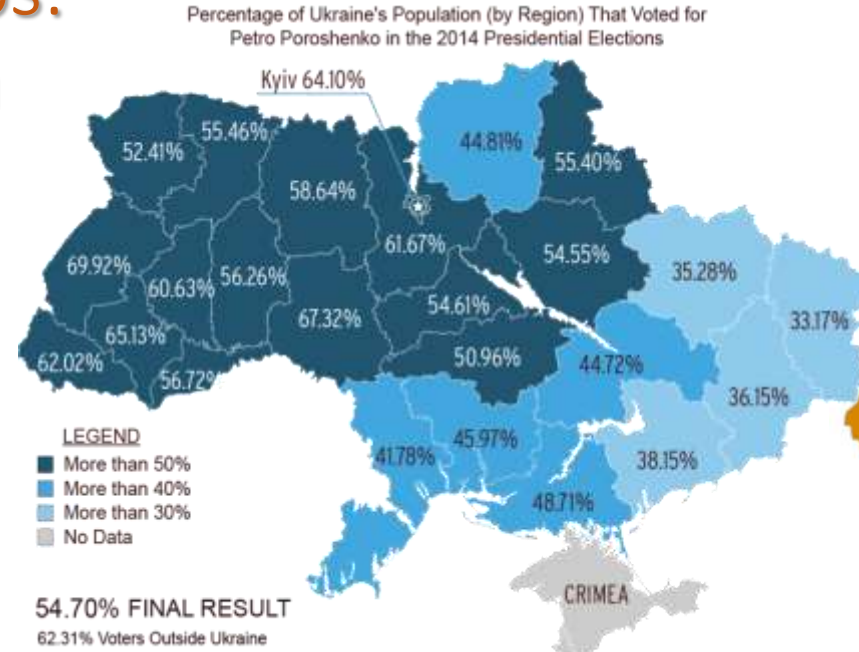 Percentage of Ukraine's Population (by Region) That Voted for
Petro Poroshenko in the 2014 Presidential Elections
Kyiv 64.10%
52.41%
55.46%
58.64%
44.81%
55.40%
61.67%
54.55%
69.92%
60.63%
56.26%
35.28%
67.32%
54.61%
33.17%
65.13%
62.02%
56.72%
50.96%
44.72%
36.15%
41.78%
45.97%
38.15%
48.71%
CRIMEA
LEGEND
More than 50%
More than 40%
More than 30%
No Data
54.70% FINAL RESULT
62.31% Voters Outside Ukraine